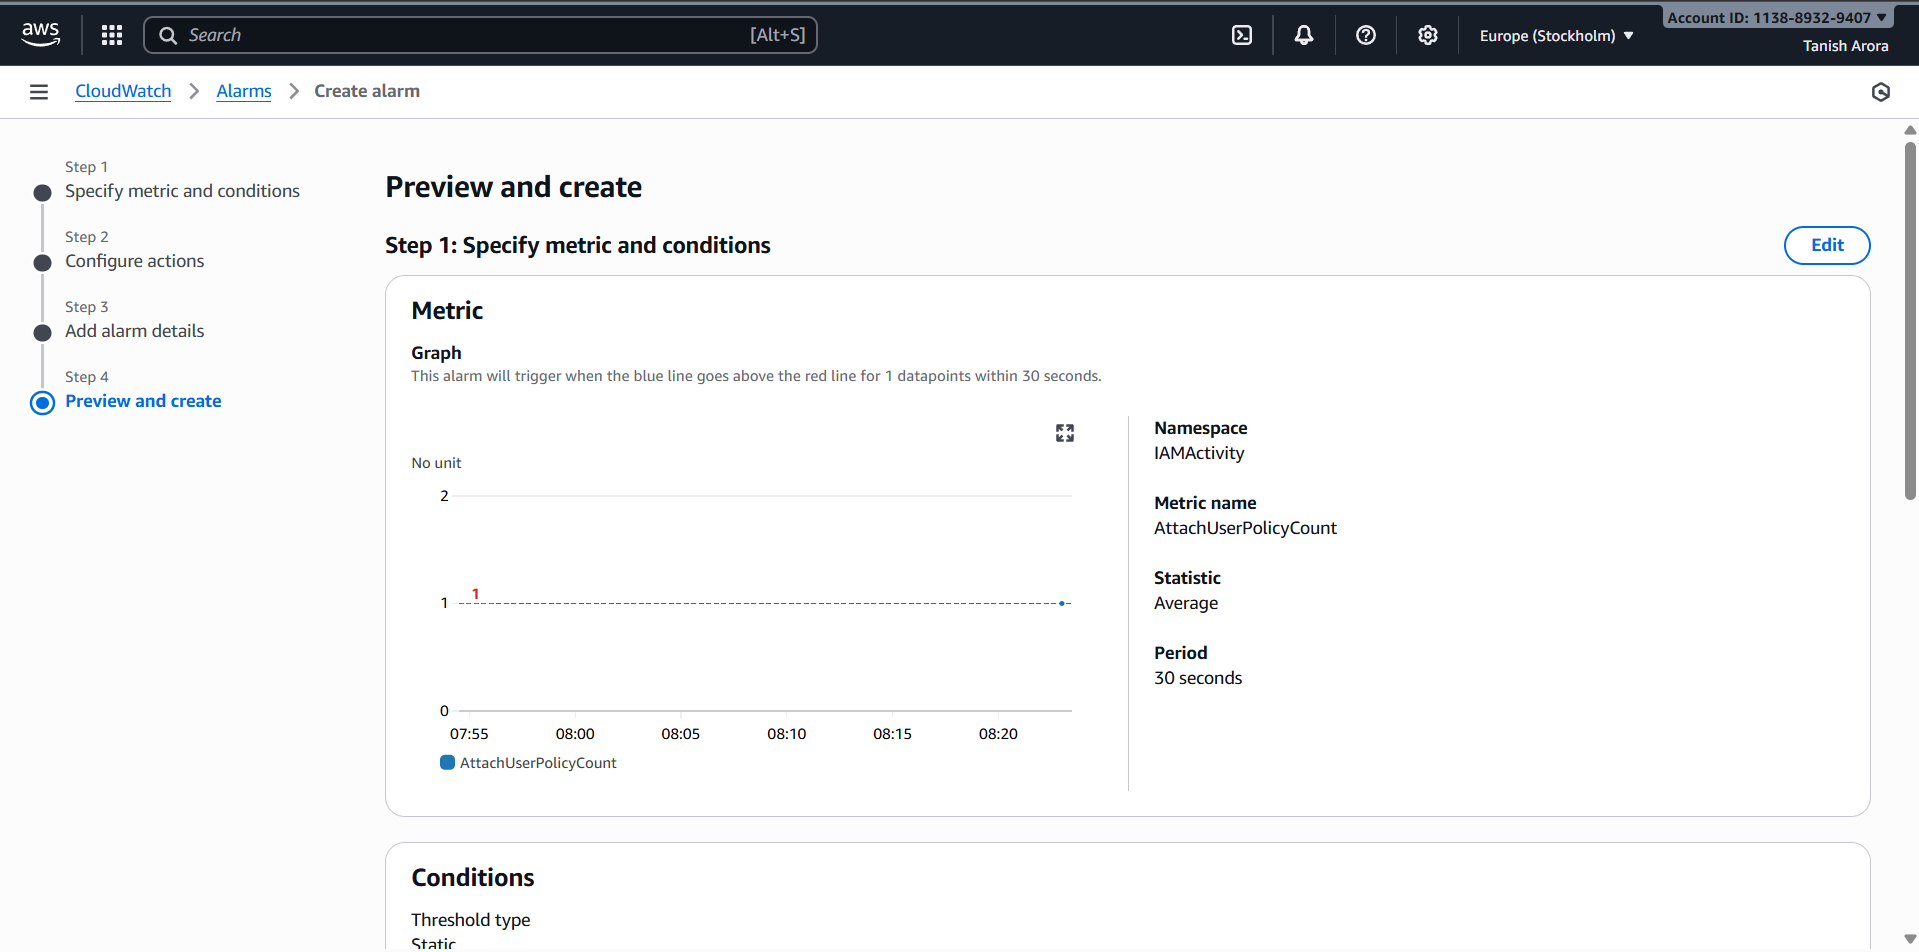 aws
Search [Alt+S]
Europe (Stockholm)
Account ID: 1138-8932-9407
Tanish Arora
CloudWatch
Alarms
Create alarm
Step 1
Specify metric and conditions
Step 2
Configure actions
Step 3
Add alarm details
Step 4
Preview and create
Preview and create
Step 1: Specify metric and conditions
Edit
Metric
Graph
This alarm will trigger when the blue line goes above the red line for 1 datapoints within 30 seconds.
No unit
2
1
1
0
07:55 08:00 08:05 08:10 08:15 08:20
AttachUserPolicyCount
Namespace
IAMActivity
Metric name
AttachUserPolicyCount
Statistic
Average
Period
30 seconds
Conditions
Threshold type
Static